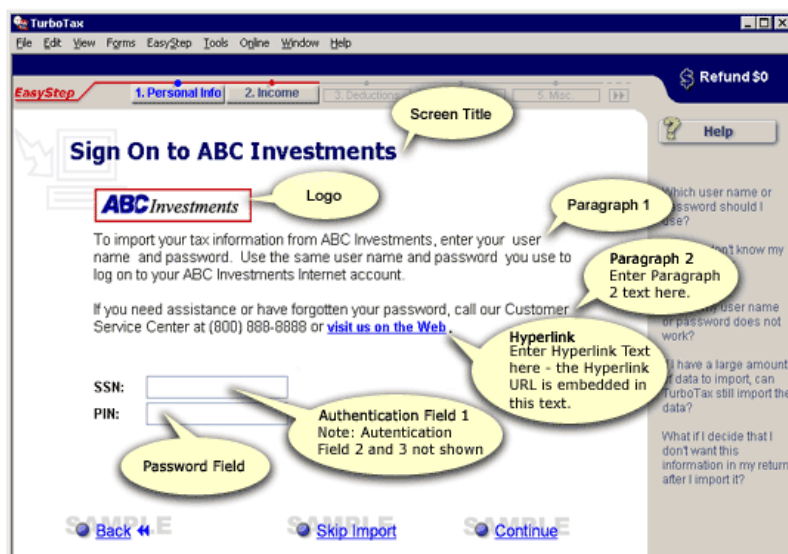 TurboTax
File Edit View Forms EasyStep Tools Online Window Help
Refund $0
EasyStep
1. Personal Info
2. Income
3. Deductions
5. Misc.
Screen Title
Help
Sign On to ABC Investments
Logo
ABC Investments
Paragraph 1
Which user name or
password should I
use?
To import your tax information from ABC Investments, enter your user
name and password. Use the same user name and password you use to
log on to your ABC Investments Internet account.
Paragraph 2
Enter Paragraph
2 text here.
don't know my
user name
or password does not
work?
If you need assistance or have forgotten your password, call our Customer
Service Center at (800) 888-8888 or visit us on the Web.
Hyperlink
Enter Hyperlink Text
here - the Hyperlink
URL is embedded in
this text.
I have a large amount
of data to import, can
TurboTax still import the
data?
SSN:
PIN:
Authentication Field 1
Note: Autentication
Field 2 and 3 not shown
Password Field
What if I decide that I
don't want this
information in my return
after I import it?
SAMPLE SAMPLE SAMPLE
Back
Skip Import
Continue